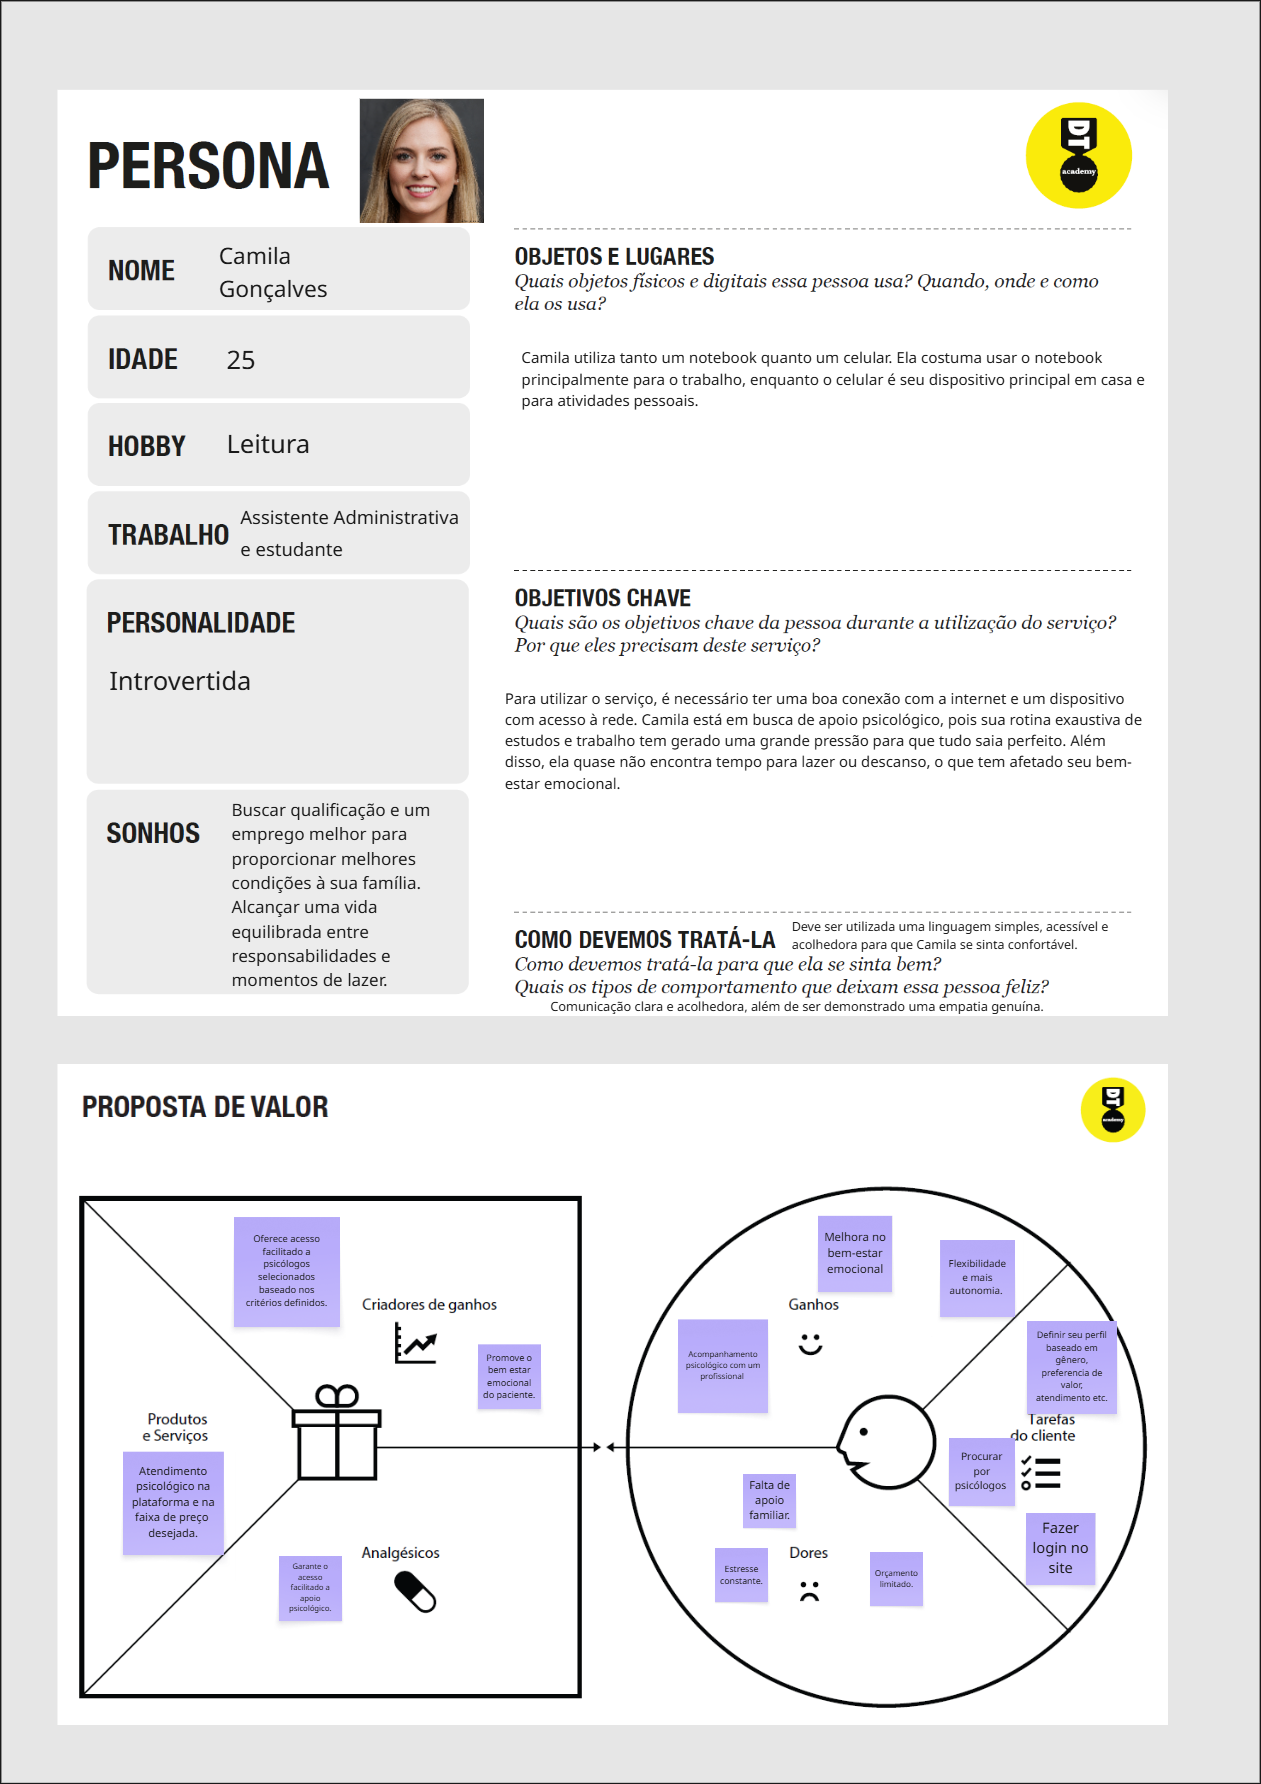 PERSONA
DT
academy
NOME
Camila
Gonçalves
IDADE
25
HOBBY
Leitura
TRABALHO
Assistente Administrativa
e estudante
PERSONALIDADE
Introvertida
SONHOS
Buscar qualificação e um
emprego melhor para
proporcionar melhores
condições à sua família.
Alcançar uma vida
equilibrada entre
responsabilidades e
momentos de lazer.
OBJETOS E LUGARES
Quais objetos físicos e digitais essa pessoa usa? Quando, onde e como
ela os usa?
Camila utiliza tanto um notebook quanto um celular. Ela costuma usar o notebook
principalmente para o trabalho, enquanto o celular é seu dispositivo principal em casa e
para atividades pessoais.
OBJETIVOS CHAVE
Quais são os objetivos chave da pessoa durante a utilização do serviço?
Por que eles precisam deste serviço?
Para utilizar o serviço, é necessário ter uma boa conexão com a internet e um dispositivo
com acesso à rede. Camila está em busca de apoio psicológico, pois sua rotina exaustiva de
estudos e trabalho tem gerado uma grande pressão para que tudo saia perfeito. Além
disso, ela quase não encontra tempo para lazer ou descanso, o que tem afetado seu bem-
estar emocional.
COMO DEVEMOS TRATÁ-LA
Deve ser utilizada uma linguagem simples, acessível e
acolhedora para que Camila se sinta confortável.
Como devemos tratá-la para que ela se sinta bem?
Quais os tipos de comportamento que deixam essa pessoa feliz?
Comunicação clara e acolhedora, além de ser demonstrado uma empatia genuína.
PROPOSTA DE VALOR
DT
academy
Oferece acesso
facilitado a
psicólogos
selecionados
baseado nos
critérios definidos.
Criadores de ganhos
Promove o
bem estar
emocional
do paciente.
Produtos
e Serviços
Atendimento
psicológico na
plataforma e na
faixa de preço
desejada.
Analgésicos
Garante o
acesso
facilitado a
apoio
psicológico.
Melhora no
bem-estar
emocional
Flexibilidade
e mais
autonomia.
Ganhos
Acompanhamento
psicológico com um
profissional
Definir seu perfil
baseado em
gênero,
preferencia de
valor,
atendimento etc.
Tarefas
do cliente
Procurar
por
psicólogos
Fazer
login no
site
Falta de
apoio
familiar.
Dores
Estresse
constante.
Orçamento
limitado.